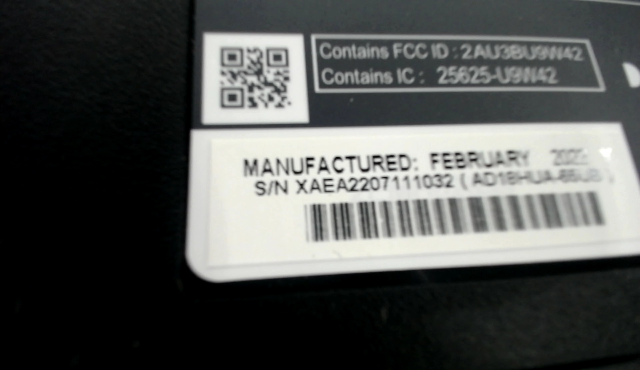 Contains FCC ID : 2AU3BU9W42
Contains IC : 25625-U9W42
MANUFACTURED: FEBRUARY
S/N XAEA2207111032 (